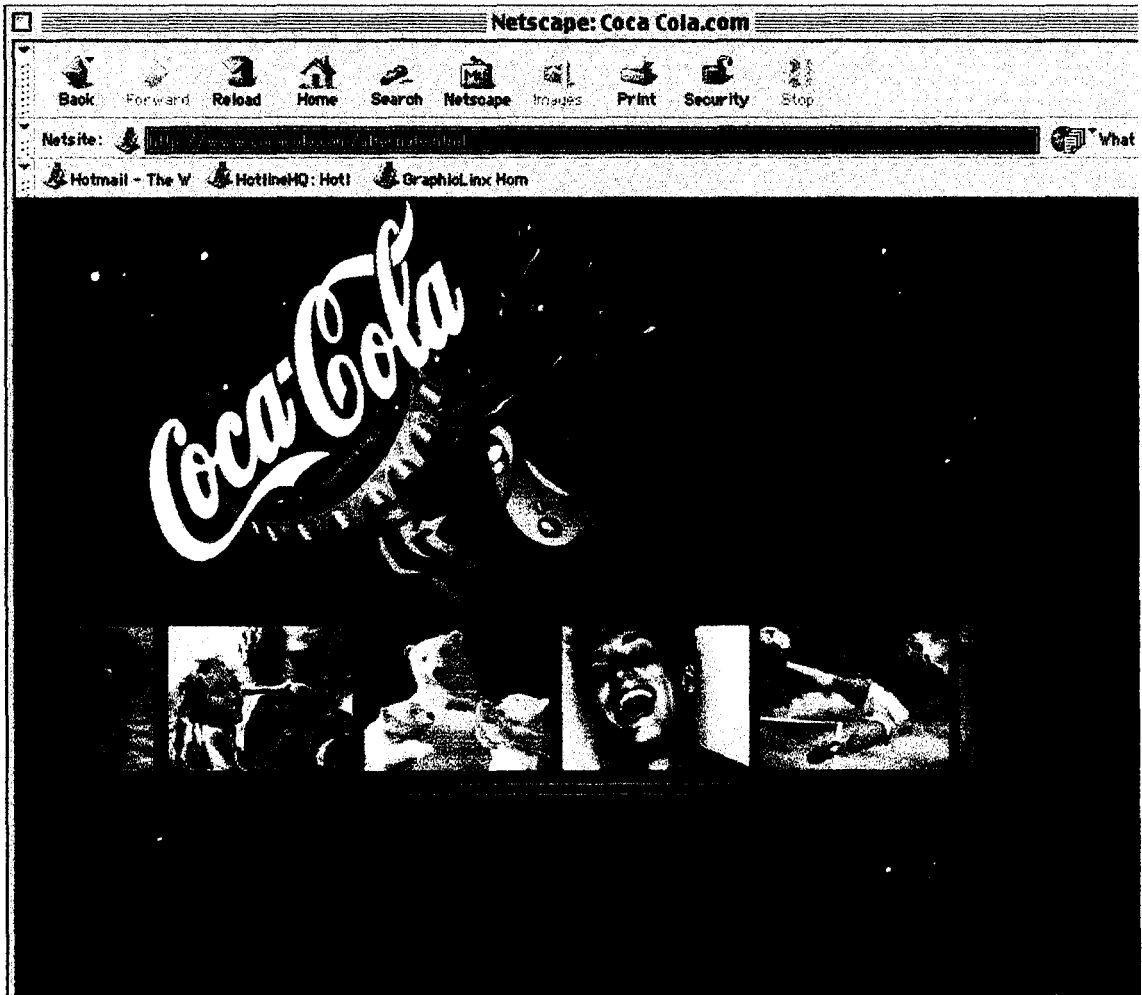 Netscape: Coca Cola.com
Back Forward Reload Home Search Netscape Images Print Security Stop
Netsite: What
Hotmail - The W HotlineHQ: Hotl GraphicLinx Hom
Coca-Cola